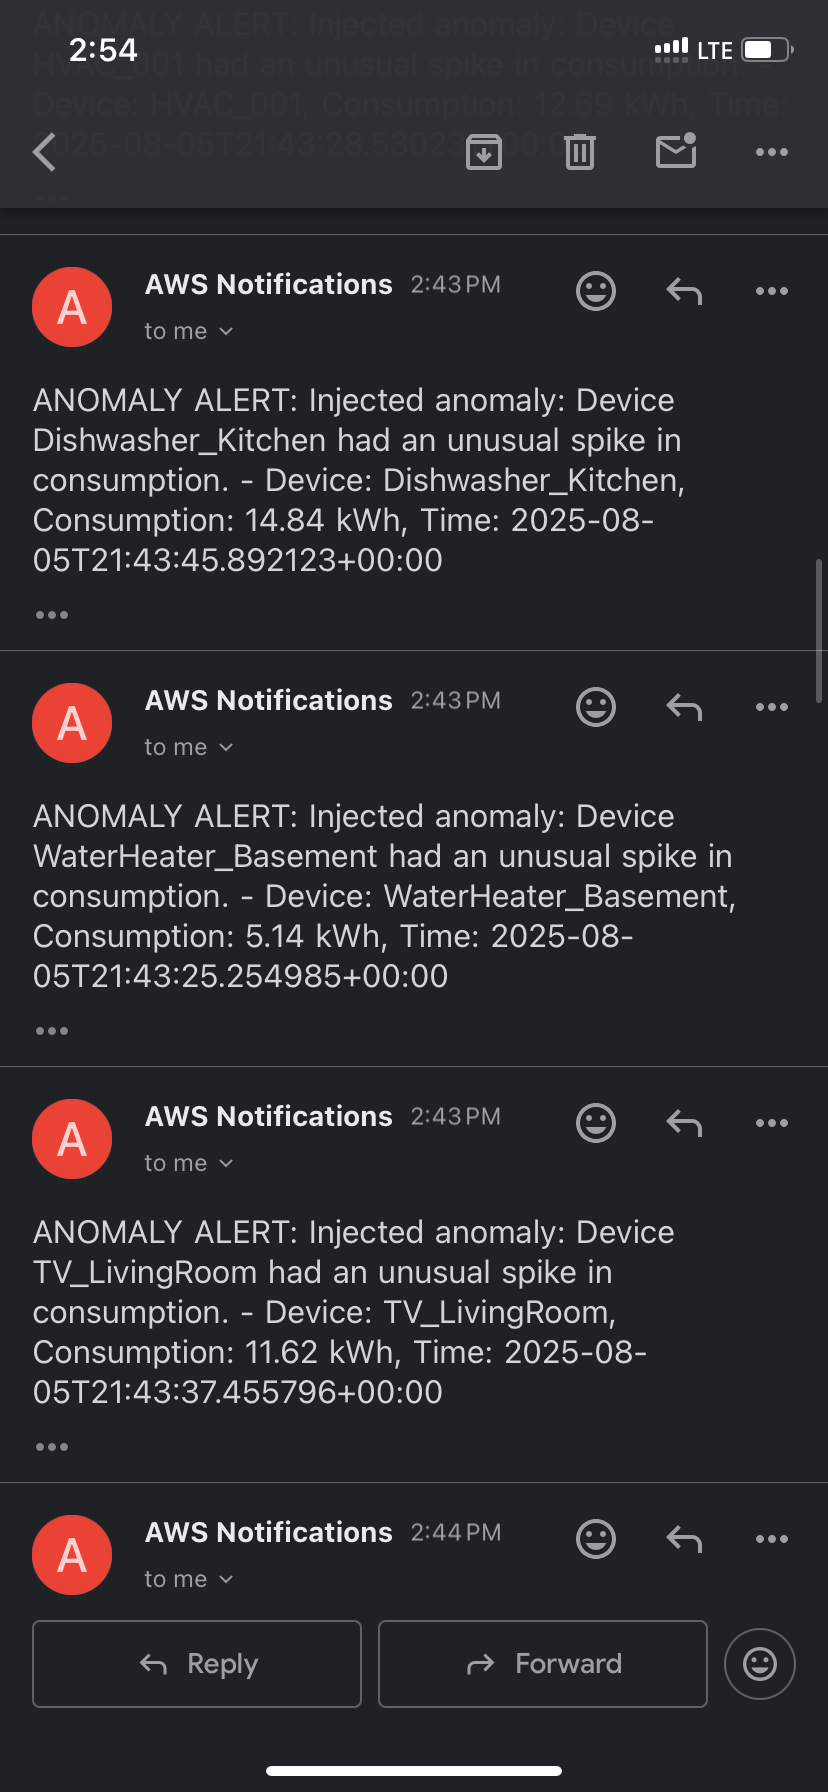 ANOMALY ALERT: Injected anomaly: Device
2:54
LTE
HVAC_001 had an unusual spike in consumption. -
Device: HVAC_001, Consumption: 12.69 kWh, Time:
A
AWS Notifications 2:43 PM
to me
ANOMALY ALERT: Injected anomaly: Device
Dishwasher_Kitchen had an unusual spike in
consumption. - Device: Dishwasher_Kitchen,
Consumption: 14.84 kWh, Time: 2025-08-
05T21:43:45.892123+00:00
A
AWS Notifications 2:43 PM
to me
ANOMALY ALERT: Injected anomaly: Device
WaterHeater_Basement had an unusual spike in
consumption. - Device: WaterHeater_Basement,
Consumption: 5.14 kWh, Time: 2025-08-
05T21:43:25.254985+00:00
A
AWS Notifications 2:43 PM
to me
ANOMALY ALERT: Injected anomaly: Device
TV_LivingRoom had an unusual spike in
consumption. - Device: TV_LivingRoom,
Consumption: 11.62 kWh, Time: 2025-08-
05T21:43:37.455796+00:00
A
AWS Notifications 2:44 PM
to me
Reply
Forward